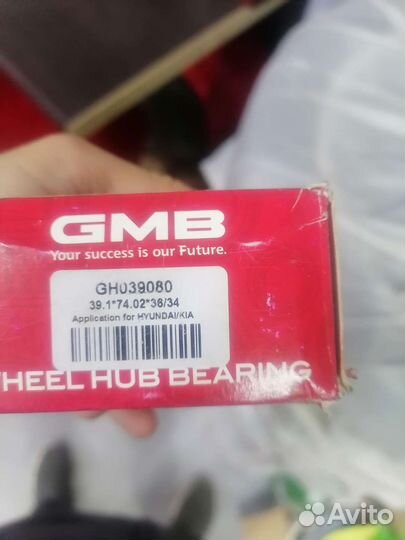 GMB
Your success is our Future.
GH039080
39.1*74.02*36/34
Application for HYUNDAI/KIA
WHEEL HUB BEARING
Avito